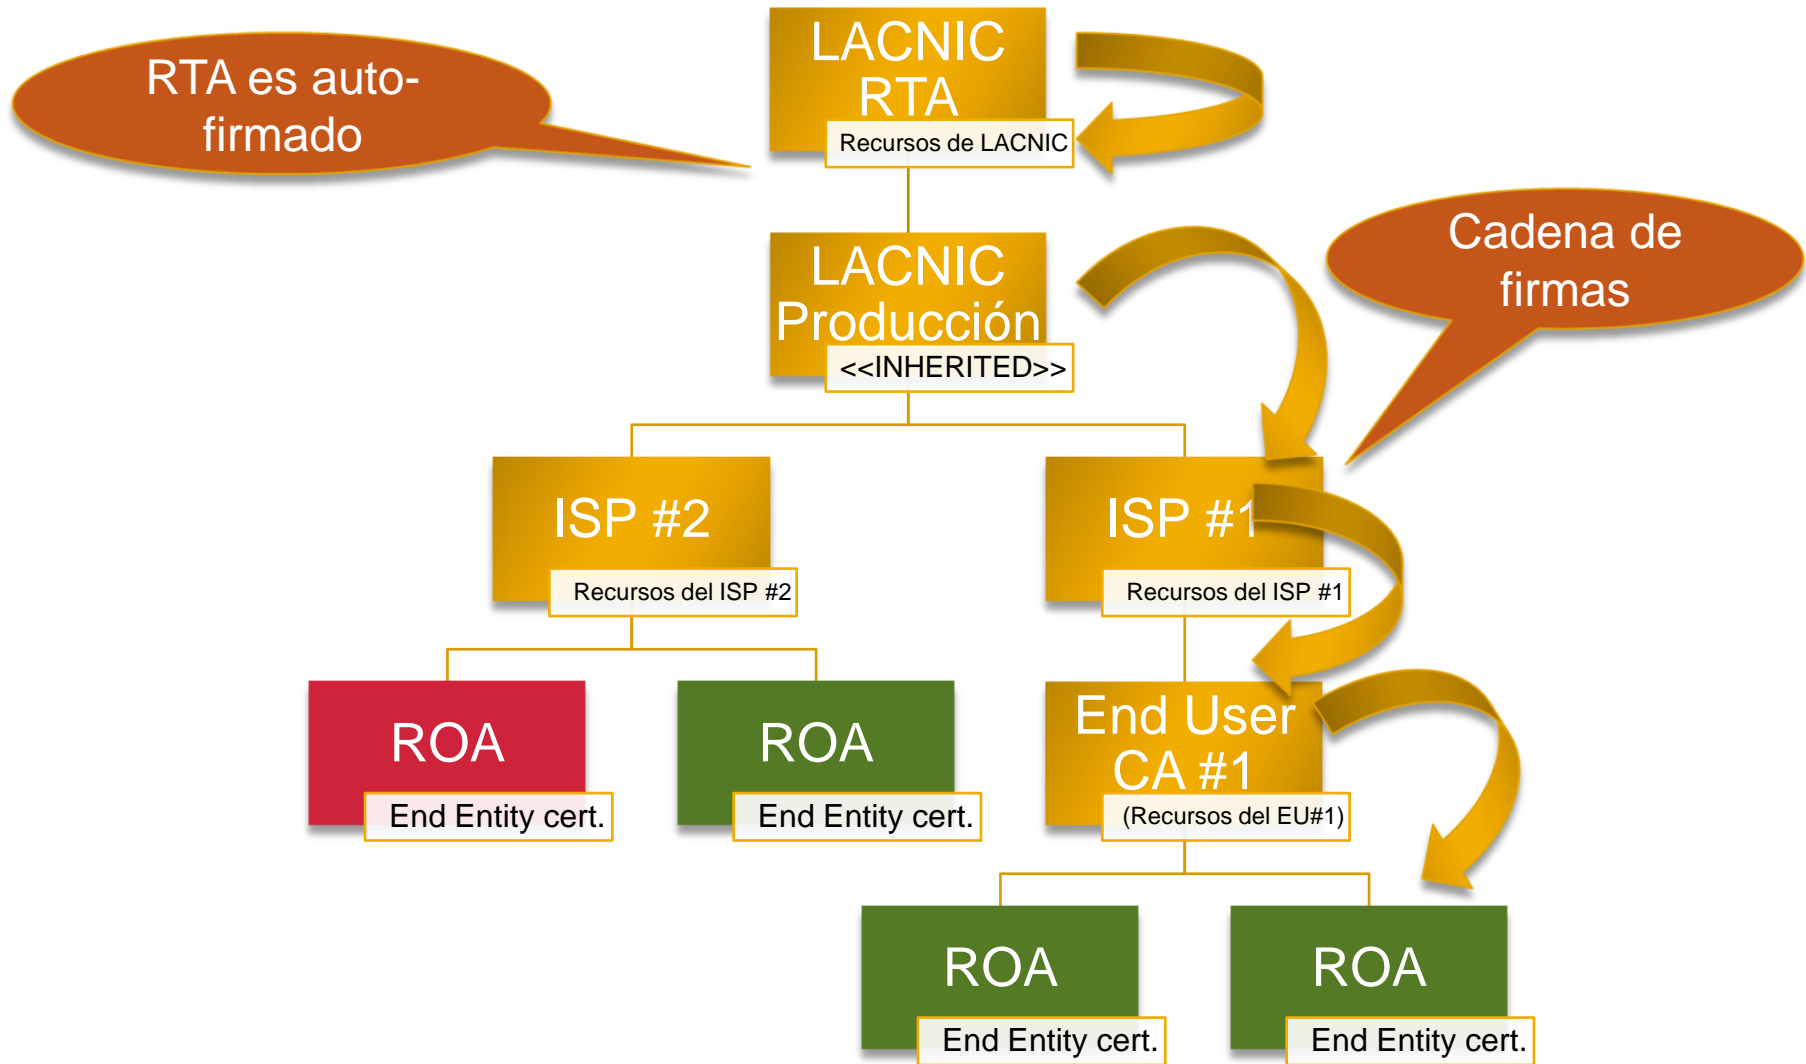 LACNIC
RTA
Recursos de LACNIC
RTA es auto-
firmado
LACNIC
Producción
<<INHERITED>>
Cadena de
firmas
ISP #2
Recursos del ISP #2
ISP #1
Recursos del ISP #1
ROA
End Entity cert.
ROA
End Entity cert.
End User
CA #1
(Recursos del EU#1)
ROA
End Entity cert.
ROA
End Entity cert.